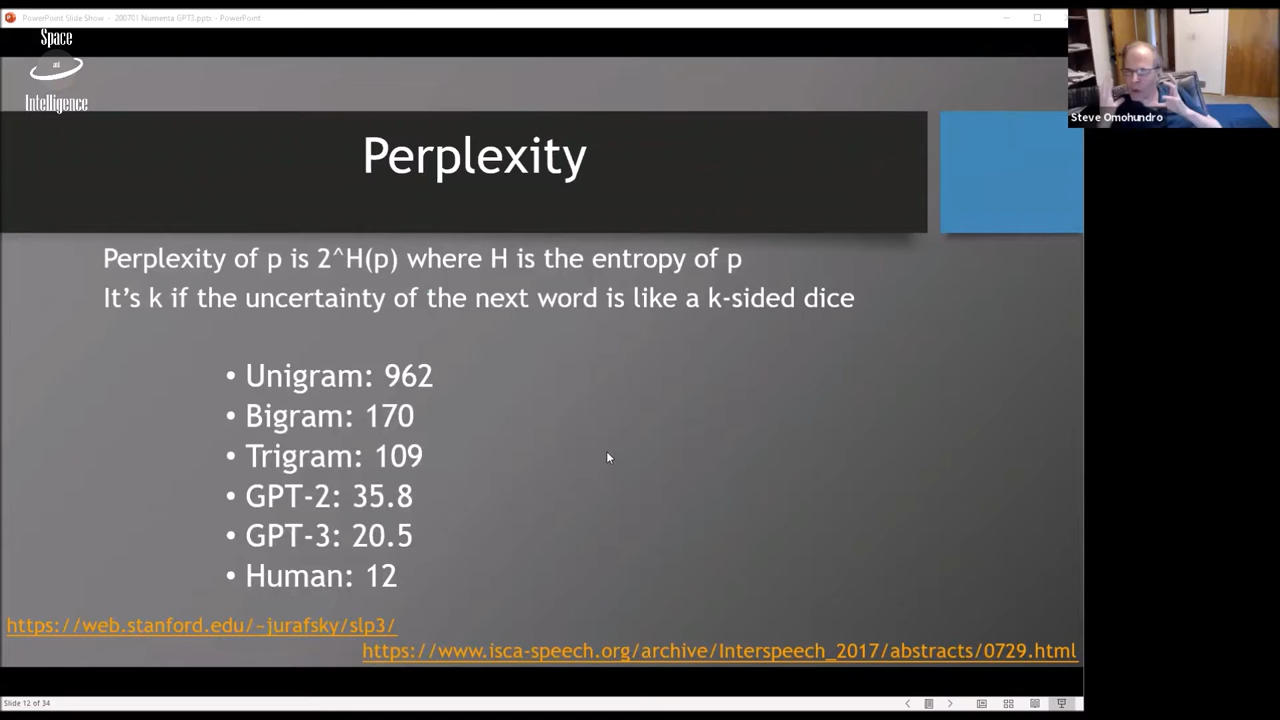 PowerPoint Slide Show - 200701 Numenta GPT3.pptx - PowerPoint
Space
and
Intelligence
Steve Omohundro
Perplexity
Perplexity of p is 2^H(p) where H is the entropy of p
It's k if the uncertainty of the next word is like a k-sided dice
• Unigram: 962
• Bigram: 170
• Trigram: 109
• GPT-2: 35.8
• GPT-3: 20.5
• Human: 12
https://web.stanford.edu/~jurafsky/slp3/
https://www.isca-speech.org/archive/Interspeech_2017/abstracts/0729.html
Slide 12 of 34